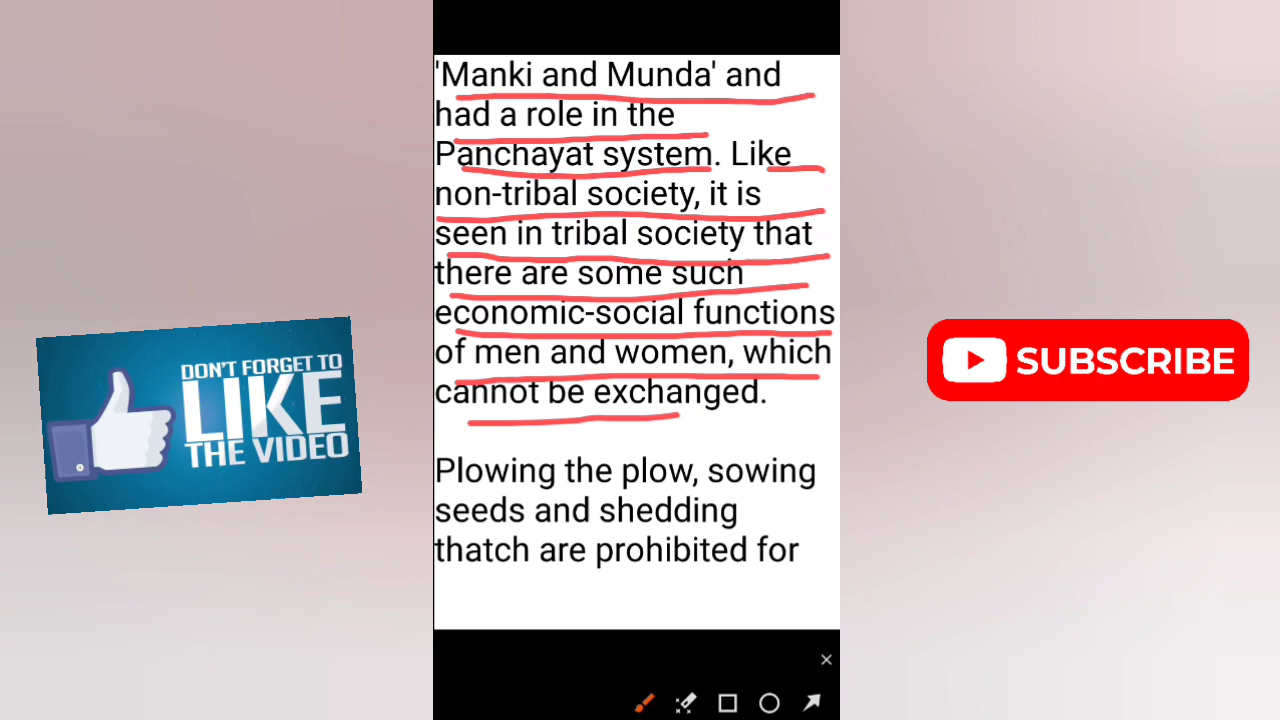 'Manki and Munda' and
had a role in the
Panchayat system. Like
non-tribal society, it is
seen in tribal society that
there are some such
economic-social functions
of men and women, which
cannot be exchanged.
Plowing the plow, sowing
seeds and shedding
thatch are prohibited for
DON'T FORGET TO
LIKE
THE VIDEO
SUBSCRIBE